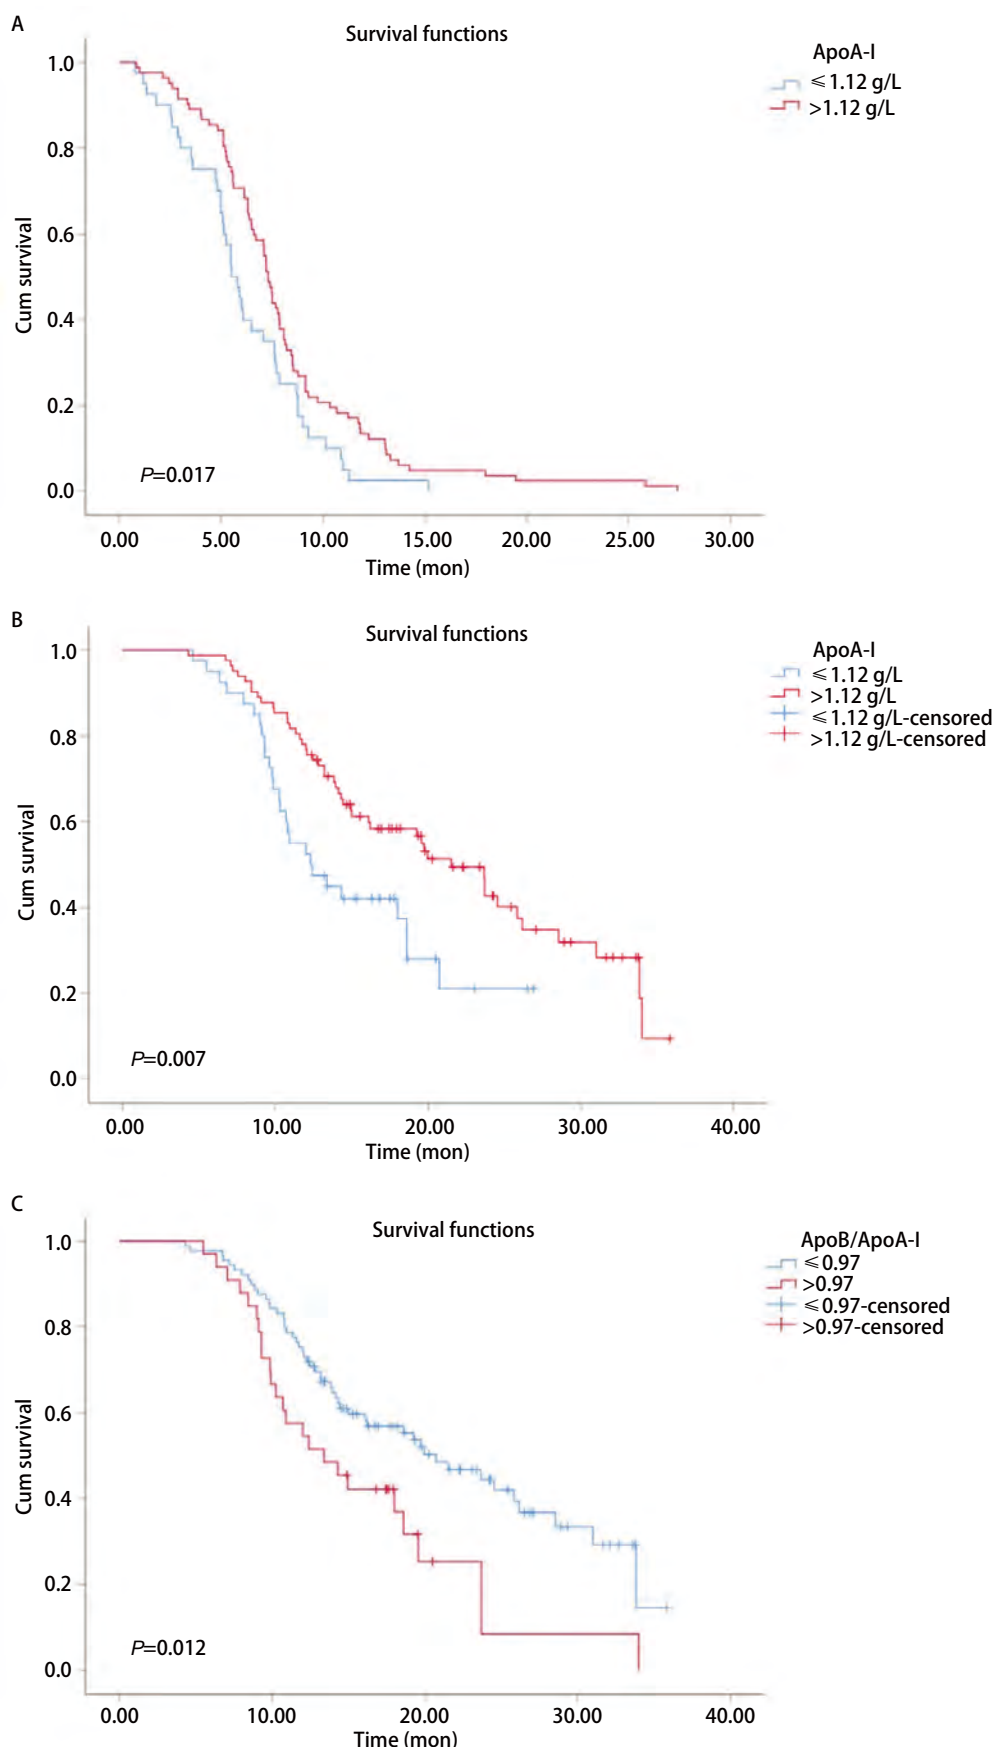 A
Survival functions
ApoA-I
≤1.12 g/L
>1.12 g/L
1.0
0.8
0.6
0.4
0.2
0.0
Cum survival
P=0.017
0.00 5.00 10.00 15.00 20.00 25.00 30.00
Time (mon)
B
Survival functions
ApoA-I
≤1.12 g/L
>1.12 g/L
≤1.12 g/L-censored
>1.12 g/L-censored
1.0
0.8
0.6
0.4
0.2
0.0
Cum survival
P=0.007
0.00 10.00 20.00 30.00 40.00
Time (mon)
C
Survival functions
ApoB/ApoA-I
≤0.97
>0.97
≤0.97-censored
>0.97-censored
1.0
0.8
0.6
0.4
0.2
0.0
Cum survival
P=0.012
0.00 10.00 20.00 30.00 40.00
Time (mon)